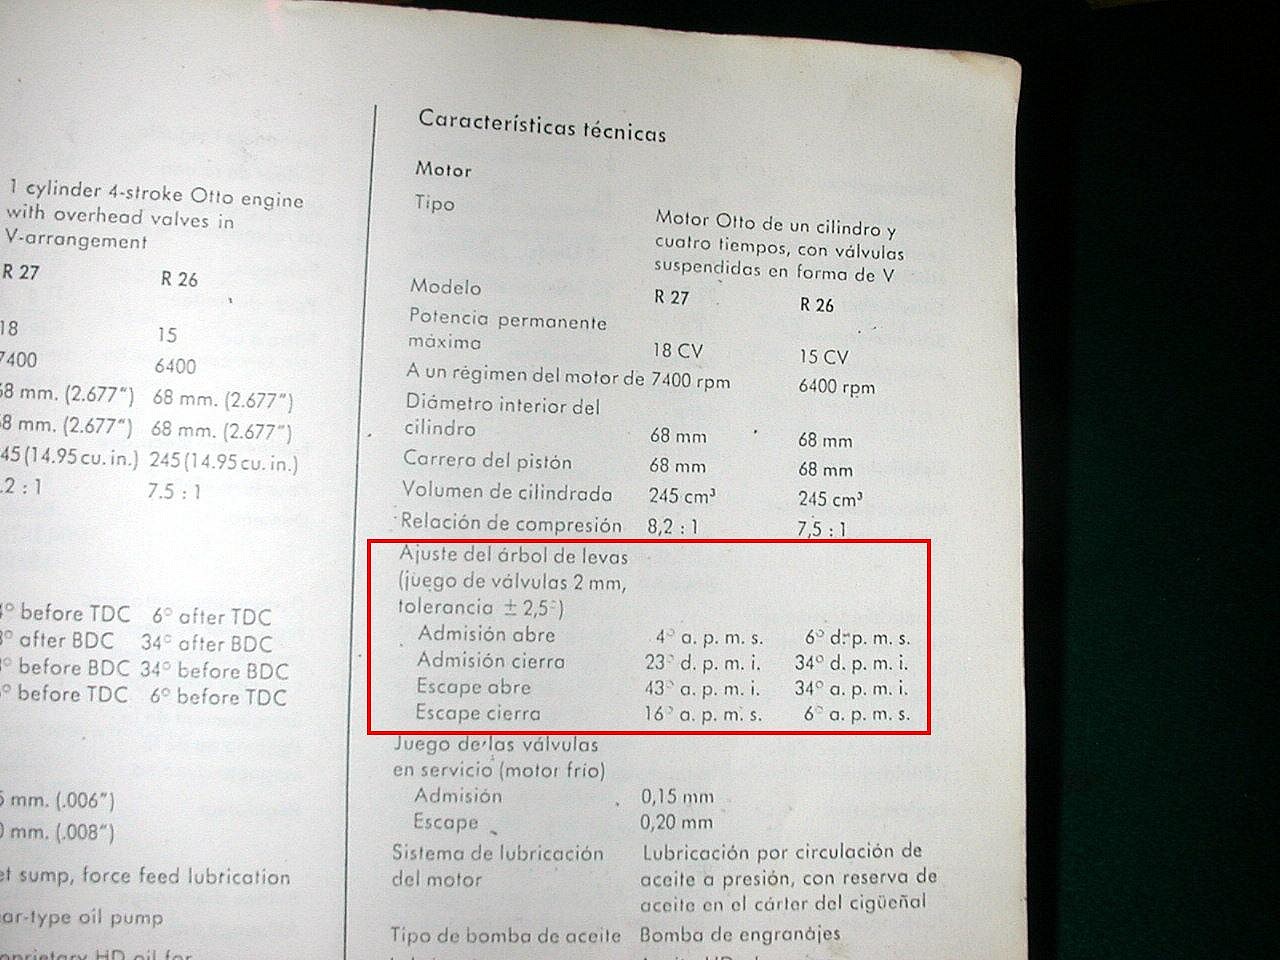 1 cylinder 4-stroke Otto engine
with overhead valves in
V-arrangement
R 27 R 26
18 15
7400 6400
68 mm. (2.677") 68 mm. (2.677")
68 mm. (2.677") 68 mm. (2.677")
45 (14.95 cu. in.) 245 (14.95 cu. in.)
.2 : 1 7.5 : 1
4° before TDC 6° after TDC
3° after BDC 34° after BDC
before BDC 34° before BDC
before TDC 6° before TDC
mm. (.006")
0 mm. (.008")
et sump, force feed lubrication
ar-type oil pump
HD oil for
Características técnicas
Motor
Tipo Motor Otto de un cilindro y
cuatro tiempos, con válvulas
suspendidas en forma de V
Modelo R 27 R 26
Potencia permanente
máxima 18 CV 15 CV
A un régimen del motor de 7400 rpm 6400 rpm
Diámetro interior del
cilindro 68 mm 68 mm
Carrera del pistón 68 mm 68 mm
Volumen de cilindrada 245 cm³ 245 cm³
Relación de compresión 8,2 : 1 7,5 : 1
Ajuste del árbol de levas
(juego de válvulas 2 mm,
tolerancia ± 2,5°)
Admisión abre 4° a. p. m. s. 6° d. p. m. s.
Admisión cierra 23° d. p. m. i. 34° d. p. m. i.
Escape abre 43° a. p. m. i. 34° a. p. m. i.
Escape cierra 16° a. p. m. s. 6° a. p. m. s.
Juego de las válvulas
en servicio (motor frío)
Admisión 0,15 mm
Escape 0,20 mm
Sistema de lubricación Lubricación por circulación de
del motor aceite a presión, con reserva de
aceite en el cárter del cigüeñal
Tipo de bomba de aceite Bomba de engranajes